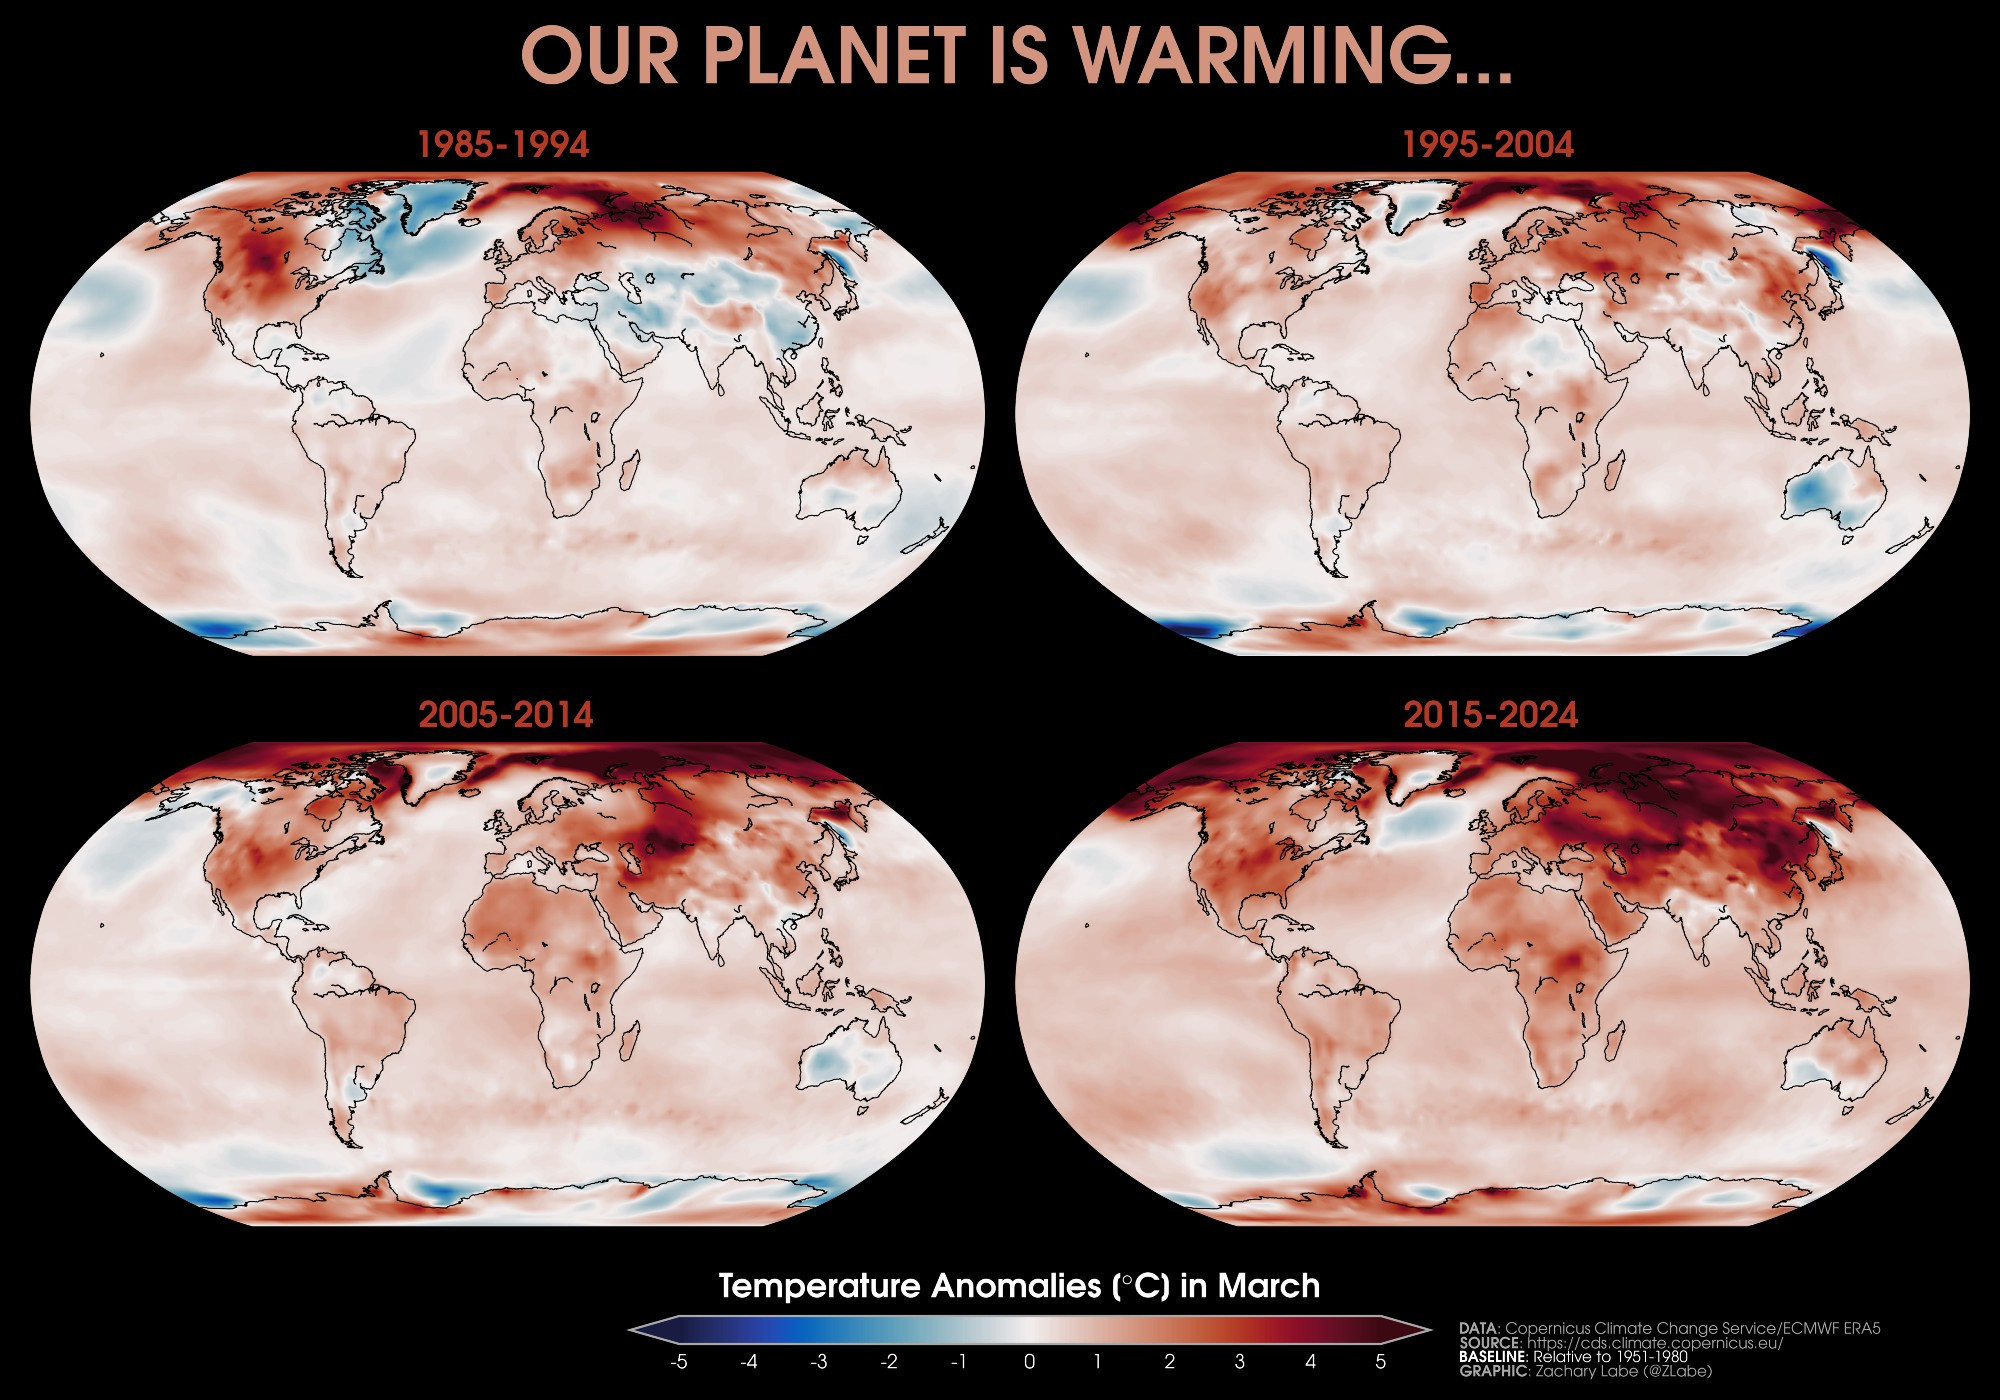 OUR PLANET IS WARMING...
1985-1994
1995-2004
2005-2014
2015-2024
Temperature Anomalies (°C) in March
-5 -4 -3 -2 -1 0 1 2 3 4 5
DATA: Copernicus Climate Change Service/ECMWF ERA5
SOURCE: https://cds.climate.copernicus.eu/
BASELINE: Relative to 1951-1980
GRAPHIC: Zachary Labe (@ZLabe)